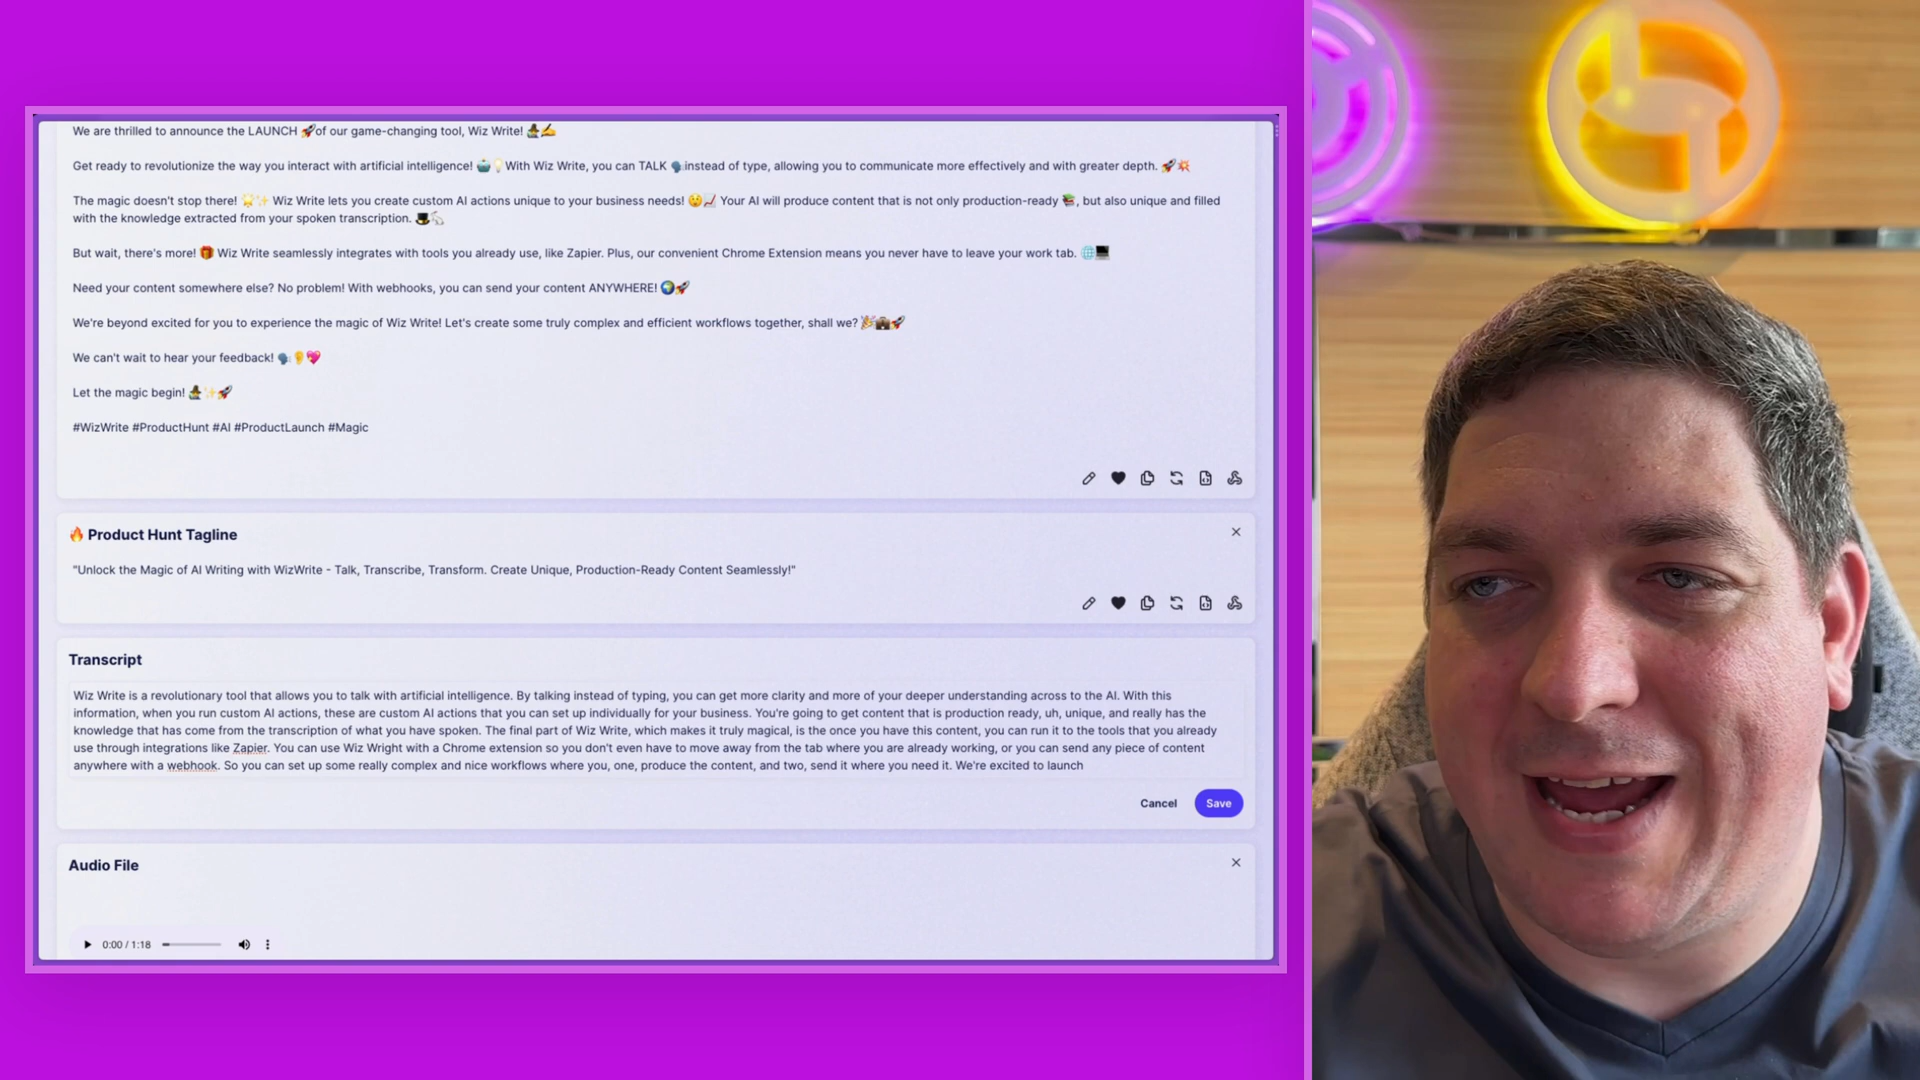 We are thrilled to announce the LAUNCH 🚀of our game-changing tool, Wiz Write! 🧙‍♂️✍️
Get ready to revolutionize the way you interact with artificial intelligence! 🤖💡With Wiz Write, you can TALK 🗣️instead of type, allowing you to communicate more effectively and with greater depth. 🚀💥
The magic doesn't stop there! 🌟✨ Wiz Write lets you create custom AI actions unique to your business needs! 😲📈 Your AI will produce content that is not only production-ready 📚, but also unique and filled
with the knowledge extracted from your spoken transcription. 🎩🐇
But wait, there's more! 🎁 Wiz Write seamlessly integrates with tools you already use, like Zapier. Plus, our convenient Chrome Extension means you never have to leave your work tab. 🌐💻
Need your content somewhere else? No problem! With webhooks, you can send your content ANYWHERE! 🌍🚀
We're beyond excited for you to experience the magic of Wiz Write! Let's create some truly complex and efficient workflows together, shall we? 🎉💼🚀
We can't wait to hear your feedback! 🗣️👂💖
Let the magic begin! 🧙‍♂️✨🚀
#WizWrite #ProductHunt #AI #ProductLaunch #Magic
🔥 Product Hunt Tagline
"Unlock the Magic of AI Writing with WizWrite - Talk, Transcribe, Transform. Create Unique, Production-Ready Content Seamlessly!"
Transcript
Wiz Write is a revolutionary tool that allows you to talk with artificial intelligence. By talking instead of typing, you can get more clarity and more of your deeper understanding across to the AI. With this
information, when you run custom AI actions, these are custom AI actions that you can set up individually for your business. You're going to get content that is production ready, uh, unique, and really has the
knowledge that has come from the transcription of what you have spoken. The final part of Wiz Write, which makes it truly magical, is the once you have this content, you can run it to the tools that you already
use through integrations like Zapier. You can use Wiz Wright with a Chrome extension so you don't even have to move away from the tab where you are already working, or you can send any piece of content
anywhere with a webhook. So you can set up some really complex and nice workflows where you, one, produce the content, and two, send it where you need it. We're excited to launch
Cancel Save
Audio File
0:00 / 1:18